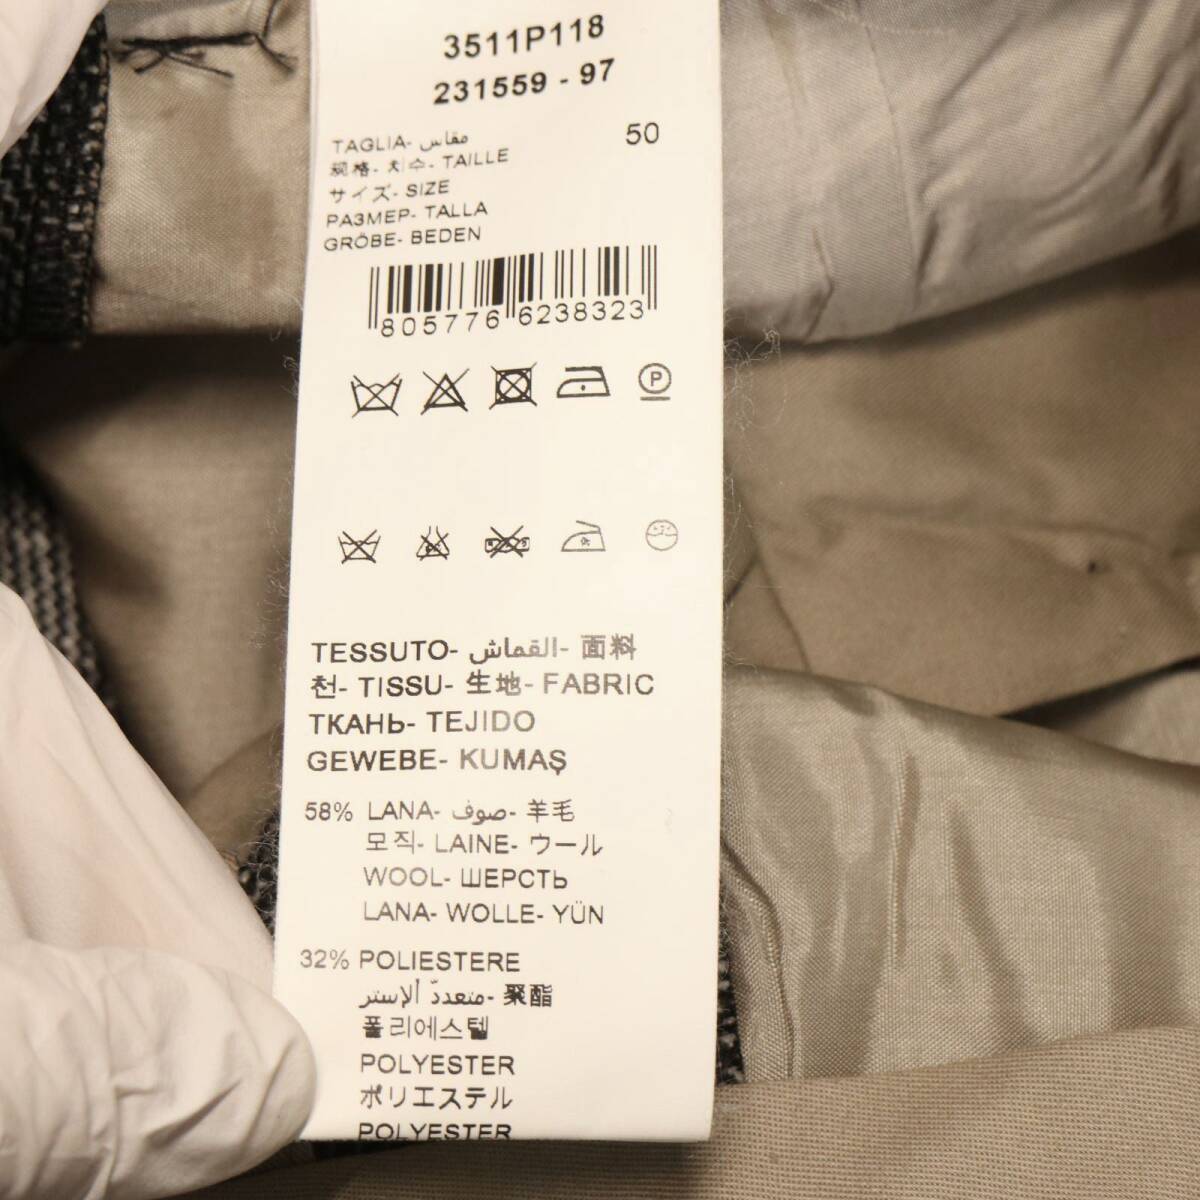 3511P118
231559 - 97
TAGLIA- مقاس 50
规格- 치수- TAILLE
サイズ- SIZE
РАЗМЕР- TALLA
GRÖBE- BEDEN
805776 6238323
P
TESSUTO- القماش- 面料
천- TISSU- 生地- FABRIC
ТКАНЬ- TEJIDO
GEWEBE- KUMAŞ
58% LANA- صوف- 羊毛
모직- LAINE- ウール
WOOL- ШЕРСТЬ
LANA- WOLLE- YÜN
32% POLIESTERE
متعددّ ألإستر- 聚酯
폴리에스텔
POLYESTER
ポリエステル
POLYESTER